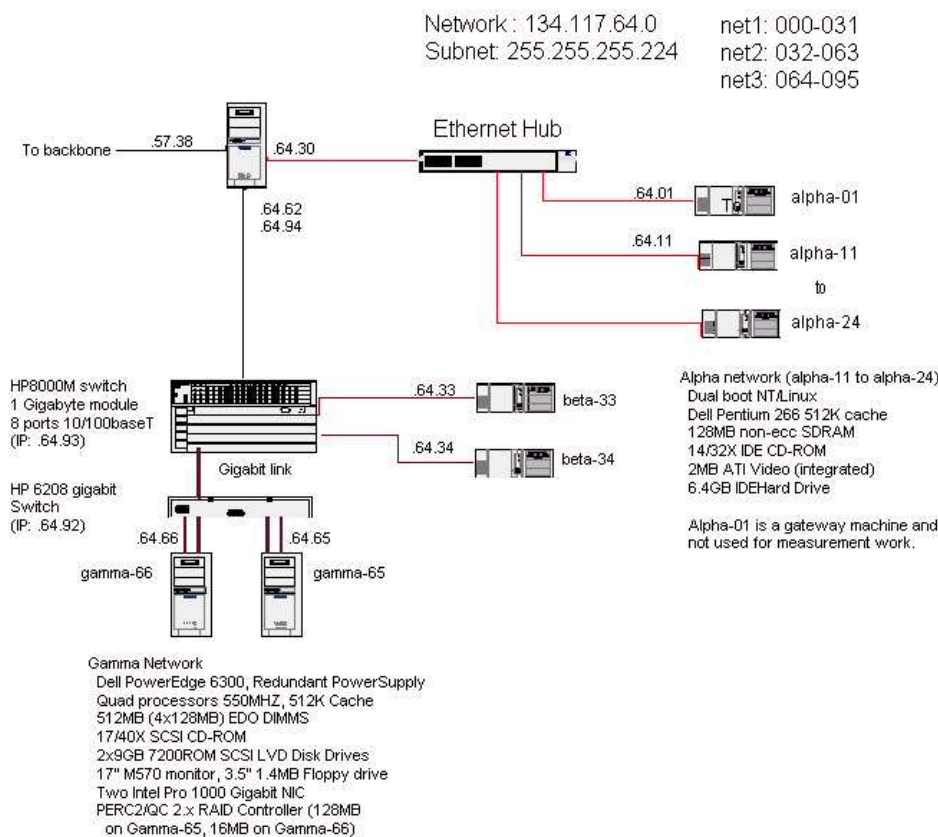 Network : 134.117.64.0
Subnet: 255.255.255.224
net1: 000-031
net2: 032-063
net3: 064-095
To backbone
.57.38
.64.30
Ethernet Hub
.64.62
.64.94
.64.01
T
alpha-01
.64.11
alpha-11
to
alpha-24
HP8000M switch
1 Gigabyte module
8 ports 10/100baseT
(IP: .64.93)
.64.33
beta-33
.64.34
beta-34
Gigabit link
HP 6208 gigabit
Switch
(IP: .64.92)
.64.66
.64.65
gamma-66
gamma-65
Alpha network (alpha-11 to alpha-24)
Dual boot NT/Linux
Dell Pentium 266 512K cache
128MB non-ecc SDRAM
14/32X IDE CD-ROM
2MB ATI Video (integrated)
6.4GB IDEHard Drive
Alpha-01 is a gateway machine and
not used for measurement work.
Gamma Network
Dell PowerEdge 6300, Redundant PowerSupply
Quad processors 550MHZ, 512K Cache
512MB (4x128MB) EDO DIMMS
17/40X SCSI CD-ROM
2x9GB 7200ROM SCSI LVD Disk Drives
17" M570 monitor, 3.5" 1.4MB Floppy drive
Two Intel Pro 1000 Gigabit NIC
PERC2/QC 2.x RAID Controller (128MB
on Gamma-65, 16MB on Gamma-66)